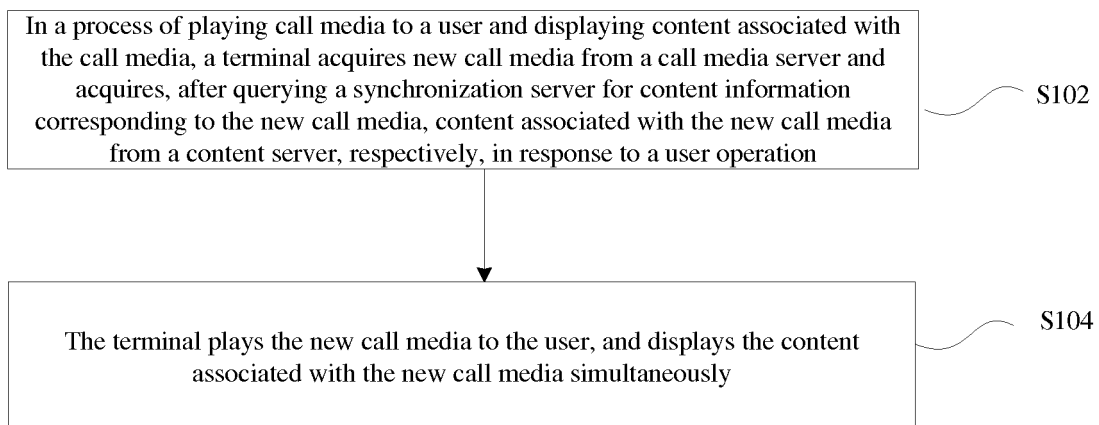 In a process of playing call media to a user and displaying content associated with
the call media, a terminal acquires new call media from a call media server and
acquires, after querying a synchronization server for content information
corresponding to the new call media, content associated with the new call media
from a content server, respectively, in response to a user operation
S102
The terminal plays the new call media to the user, and displays the content
associated with the new call media simultaneously
S104